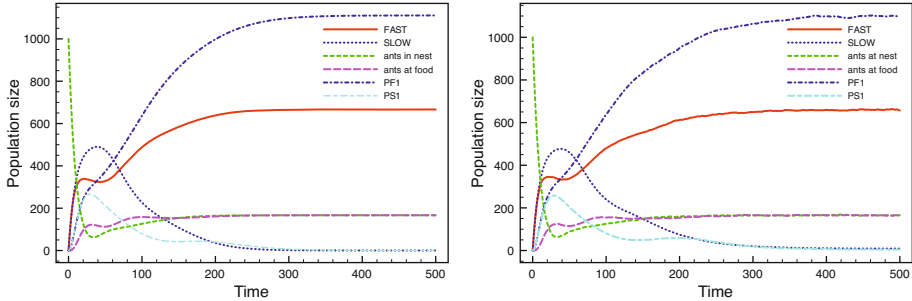 Population size
1000
800
600
400
200
0
FAST
SLOW
ants in nest
ants at food
PF1
PS1
0 100 200 300 400 500
Time
Population size
1000
800
600
400
200
0
FAST
SLOW
ants at nest
ants at food
PF1
PS1
0 100 200 300 400 500
Time